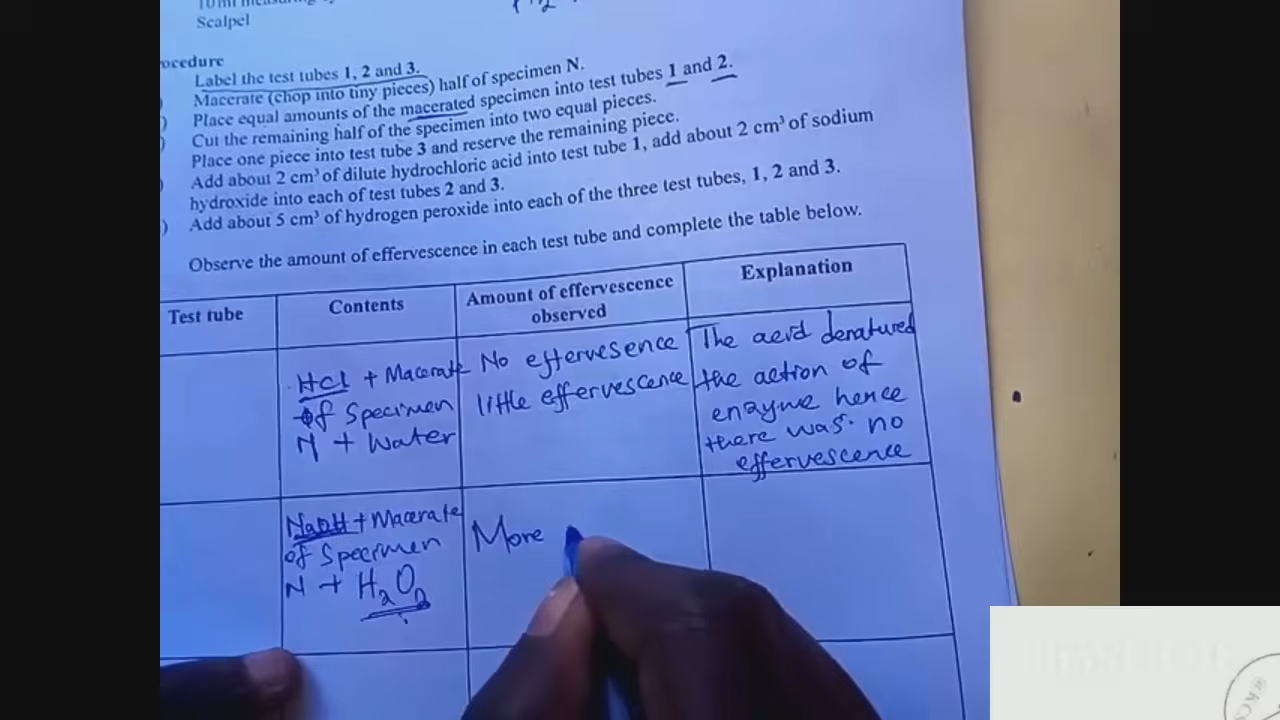 Scalpel
ocedure
Label the test tubes 1, 2 and 3.
Macerate (chop into tiny pieces) half of specimen N.
Place equal amounts of the macerated specimen into test tubes 1 and 2.
Cut the remaining half of the specimen into two equal pieces.
Place one piece into test tube 3 and reserve the remaining piece.
Add about 2 cm³ of dilute hydrochloric acid into test tube 1, add about 2 cm³ of sodium
hydroxide into each of test tubes 2 and 3.
) Add about 5 cm³ of hydrogen peroxide into each of the three test tubes, 1, 2 and 3.
Observe the amount of effervescence in each test tube and complete the table below.
Test tube
Contents
Amount of effervescence
observed
Explanation
HCl + Macerate
of Specimen
N + Water
No effervesence
little effervescence
The acid denatured
the action of
enzyme hence
there was no
effervescence
NaOH + Macerate
of Specimen
N + H₂O₂
More